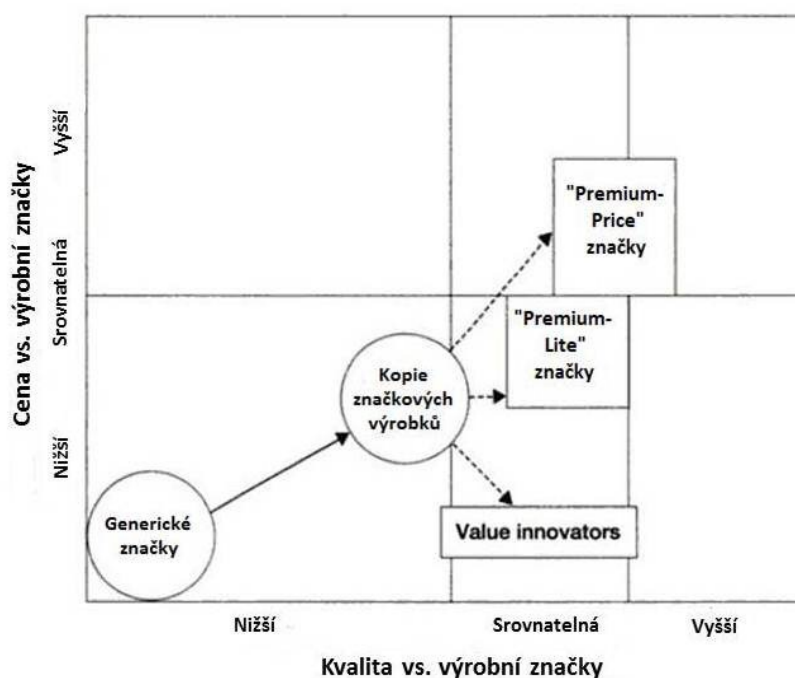 Cena vs. výrobní značky
Vyšší
Srovnatelná
Nižší
"Premium-
Price"
značky
"Premium-
Lite"
značky
Kopie
značkových
výrobků
Generické
značky
Value innovators
Nižší
Srovnatelná
Vyšší
Kvalita vs. výrobní značky